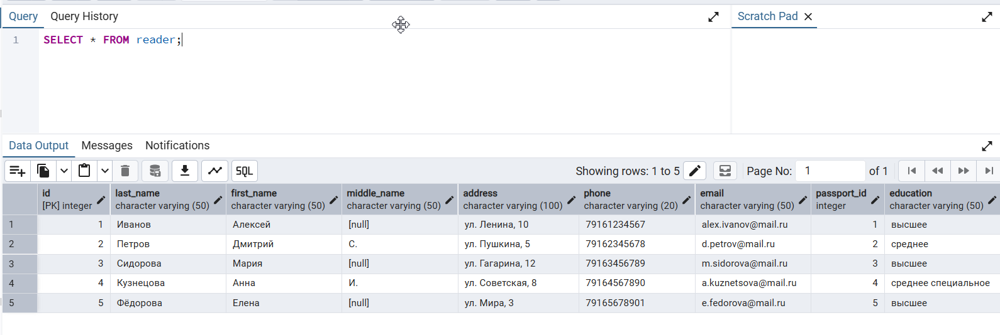 Query Query History Scratch Pad
1 SELECT * FROM reader;
Data Output Messages Notifications
SQL Showing rows: 1 to 5 Page No: 1 of 1
id last_name first_name middle_name address phone email passport_id education
[PK] integer character varying (50) character varying (50) character varying (50) character varying (100) character varying (20) character varying (50) integer character varying (50)
1 1 Иванов Алексей [null] ул. Ленина, 10 79161234567 alex.ivanov@mail.ru 1 высшее
2 2 Петров Дмитрий С. ул. Пушкина, 5 79162345678 d.petrov@mail.ru 2 среднее
3 3 Сидорова Мария [null] ул. Гагарина, 12 79163456789 m.sidorova@mail.ru 3 высшее
4 4 Кузнецова Анна И. ул. Советская, 8 79164567890 a.kuznetsova@mail.ru 4 среднее специальное
5 5 Фёдорова Елена [null] ул. Мира, 3 79165678901 e.fedorova@mail.ru 5 высшее